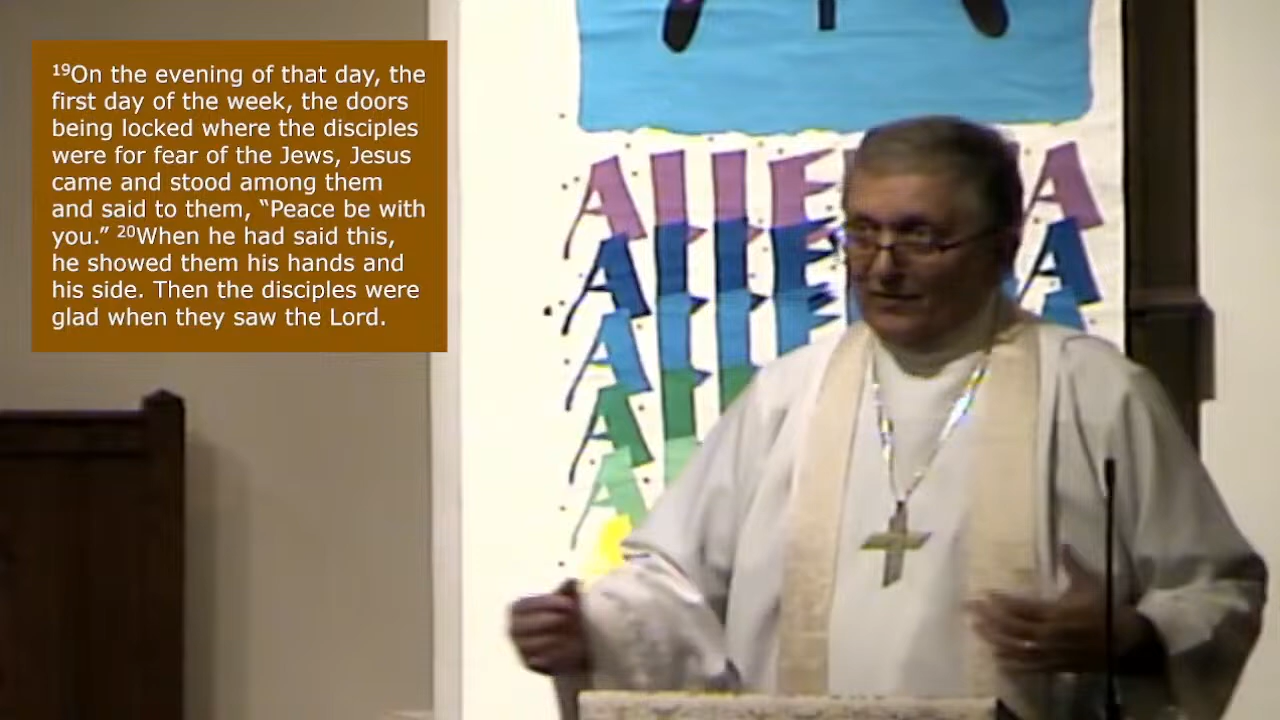 ¹⁹On the evening of that day, the
first day of the week, the doors
being locked where the disciples
were for fear of the Jews, Jesus
came and stood among them
and said to them, “Peace be with
you.” ²⁰When he had said this,
he showed them his hands and
his side. Then the disciples were
glad when they saw the Lord.